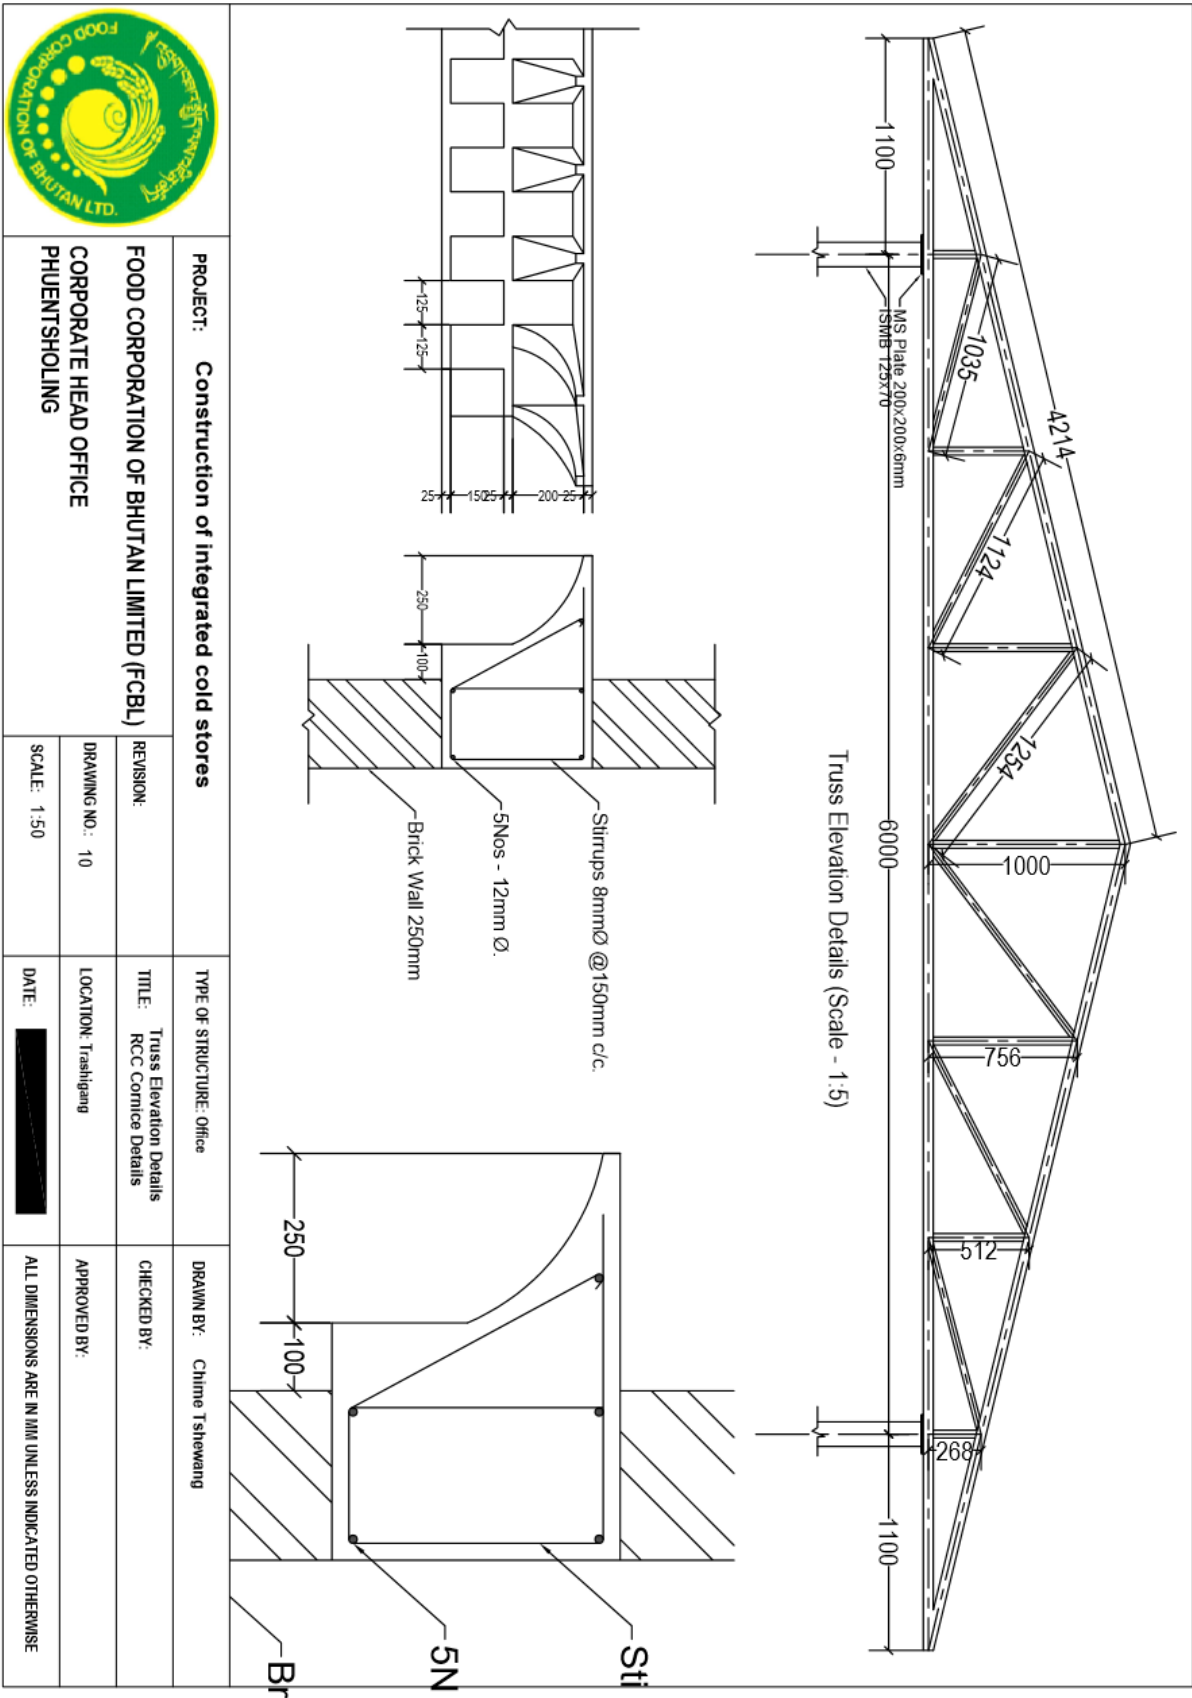 4214
1100
6000
1100
1035
1124
1254
1000
756
512
268
MS Plate 200x200x6mm
ISMB 125x70
Truss Elevation Details (Scale - 1:5)
125
125
25
150
25
200
25
250
100
Stirrups 8mmØ @150mm c/c.
5Nos - 12mm Ø.
Brick Wall 250mm
250
100
Sti
5N
Br
FOOD CORPORATION OF BHUTAN LTD.
PROJECT: Construction of integrated cold stores
FOOD CORPORATION OF BHUTAN LIMITED (FCBL)
CORPORATE HEAD OFFICE
PHUENTSHOLING
REVISION:
DRAWING NO.: 10
SCALE: 1:50
TYPE OF STRUCTURE: Office
TITLE: Truss Elevation Details
RCC Cornice Details
LOCATION: Trashigang
DATE:
DRAWN BY: Chime Tshewang
CHECKED BY:
APPROVED BY:
ALL DIMENSIONS ARE IN MM UNLESS INDICATED OTHERWISE